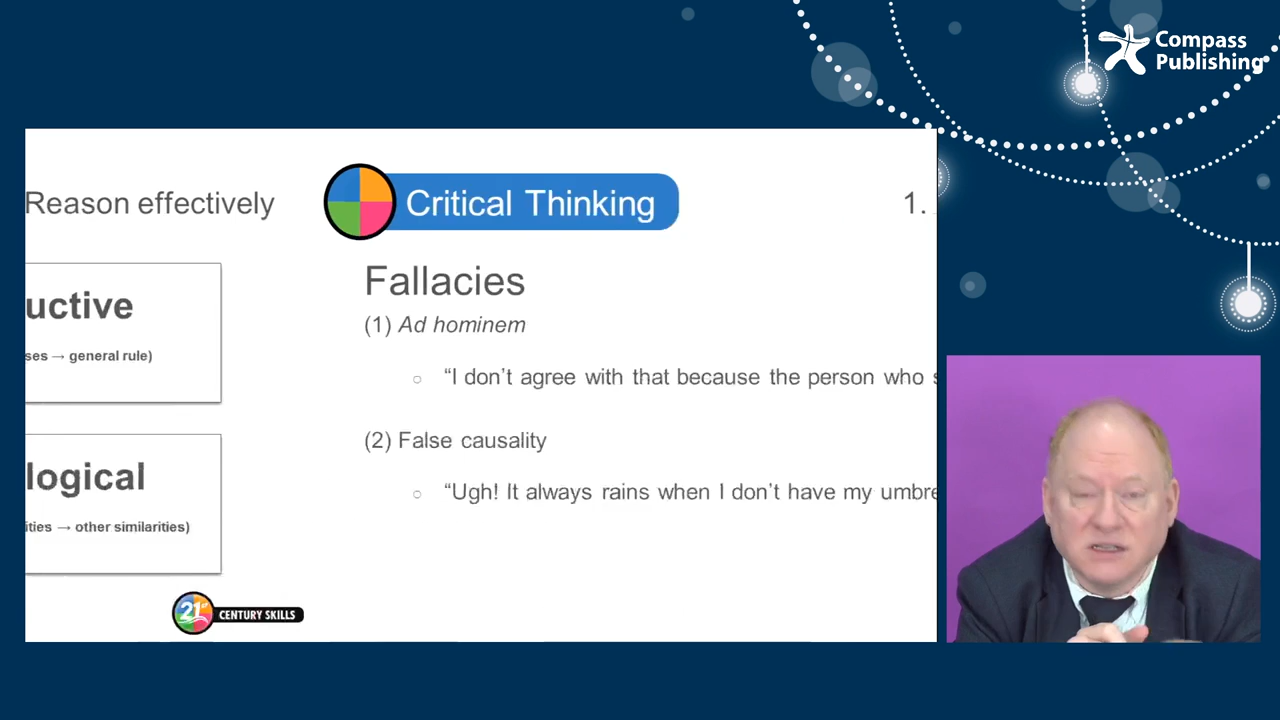 Compass
Publishing
Reason effectively
Critical Thinking
1.
uctive
ses → general rule)
logical
ities → other similarities)
Fallacies
(1) Ad hominem
○ “I don’t agree with that because the person who s
(2) False causality
○ “Ugh! It always rains when I don’t have my umbre
21st
CENTURY SKILLS